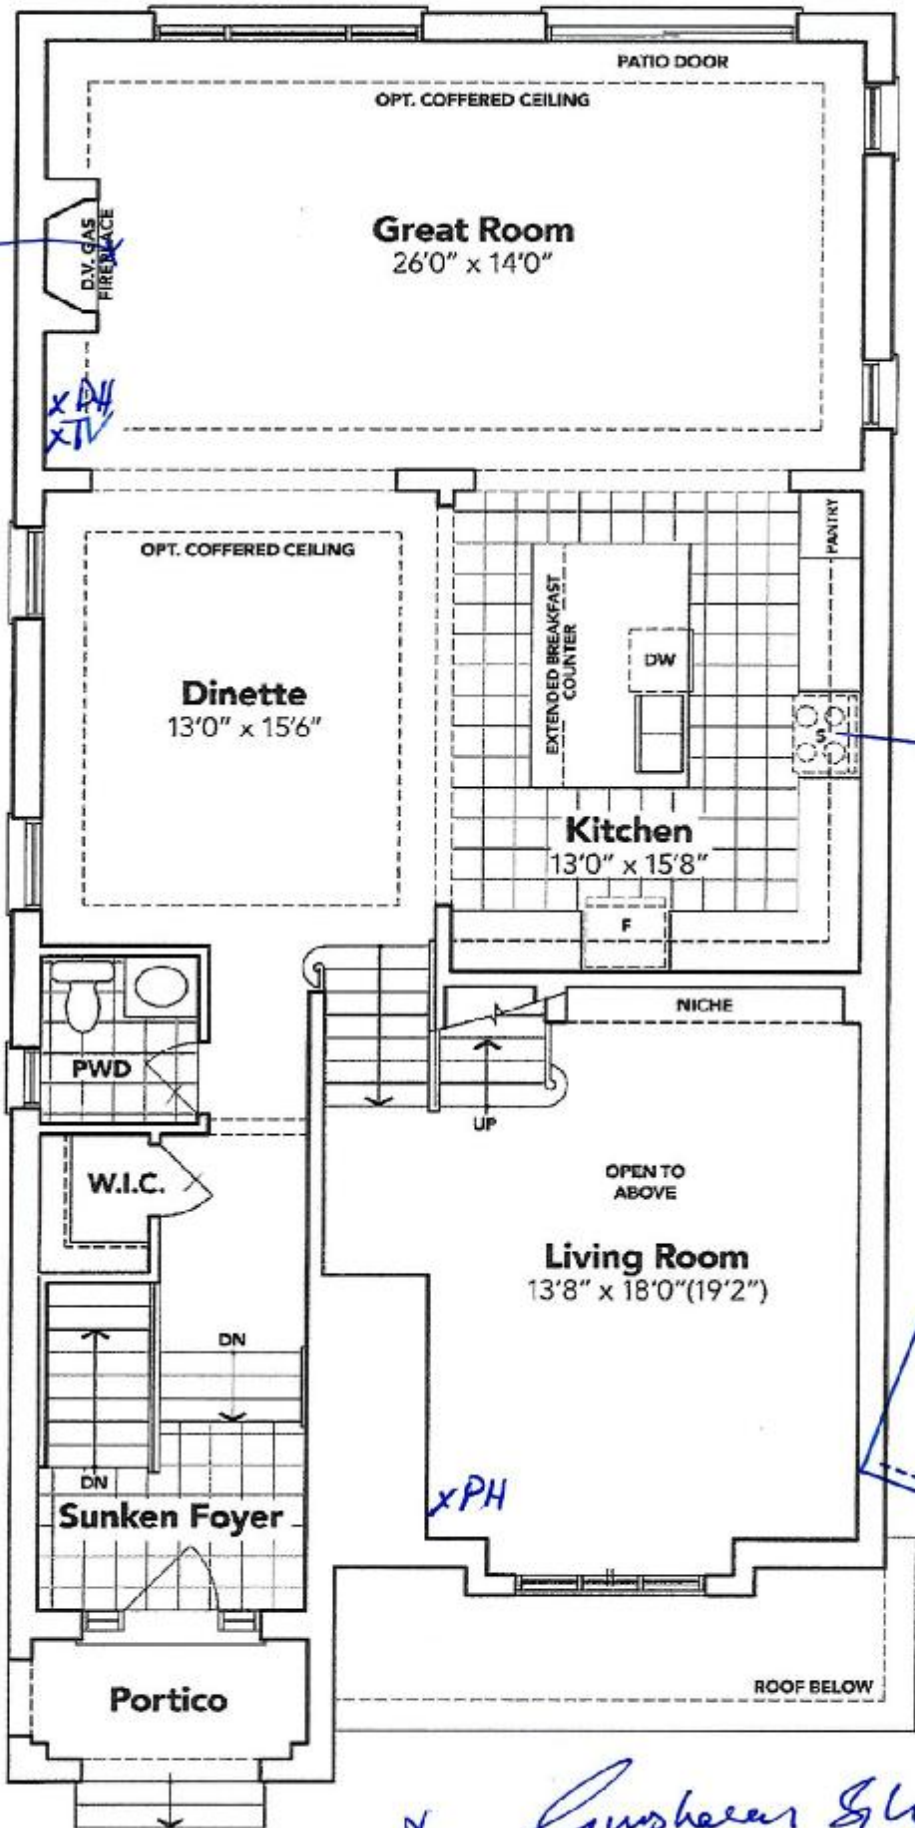 PATIO DOOR
OPT. COFFERED CEILING
D.V. GAS
FIREPLACE
Great Room
26'0" x 14'0"
x PH
xTV
OPT. COFFERED CEILING
PANTRY
EXTENDED BREAKFAST
COUNTER
DW
Dinette
13'0" x 15'6"
S
Kitchen
13'0" x 15'8"
F
NICHE
PWD
UP
W.I.C.
OPEN TO
ABOVE
Living Room
13'8" x 18'0"(19'2")
DN
DN
xPH
Sunken Foyer
Portico
ROOF BELOW
x